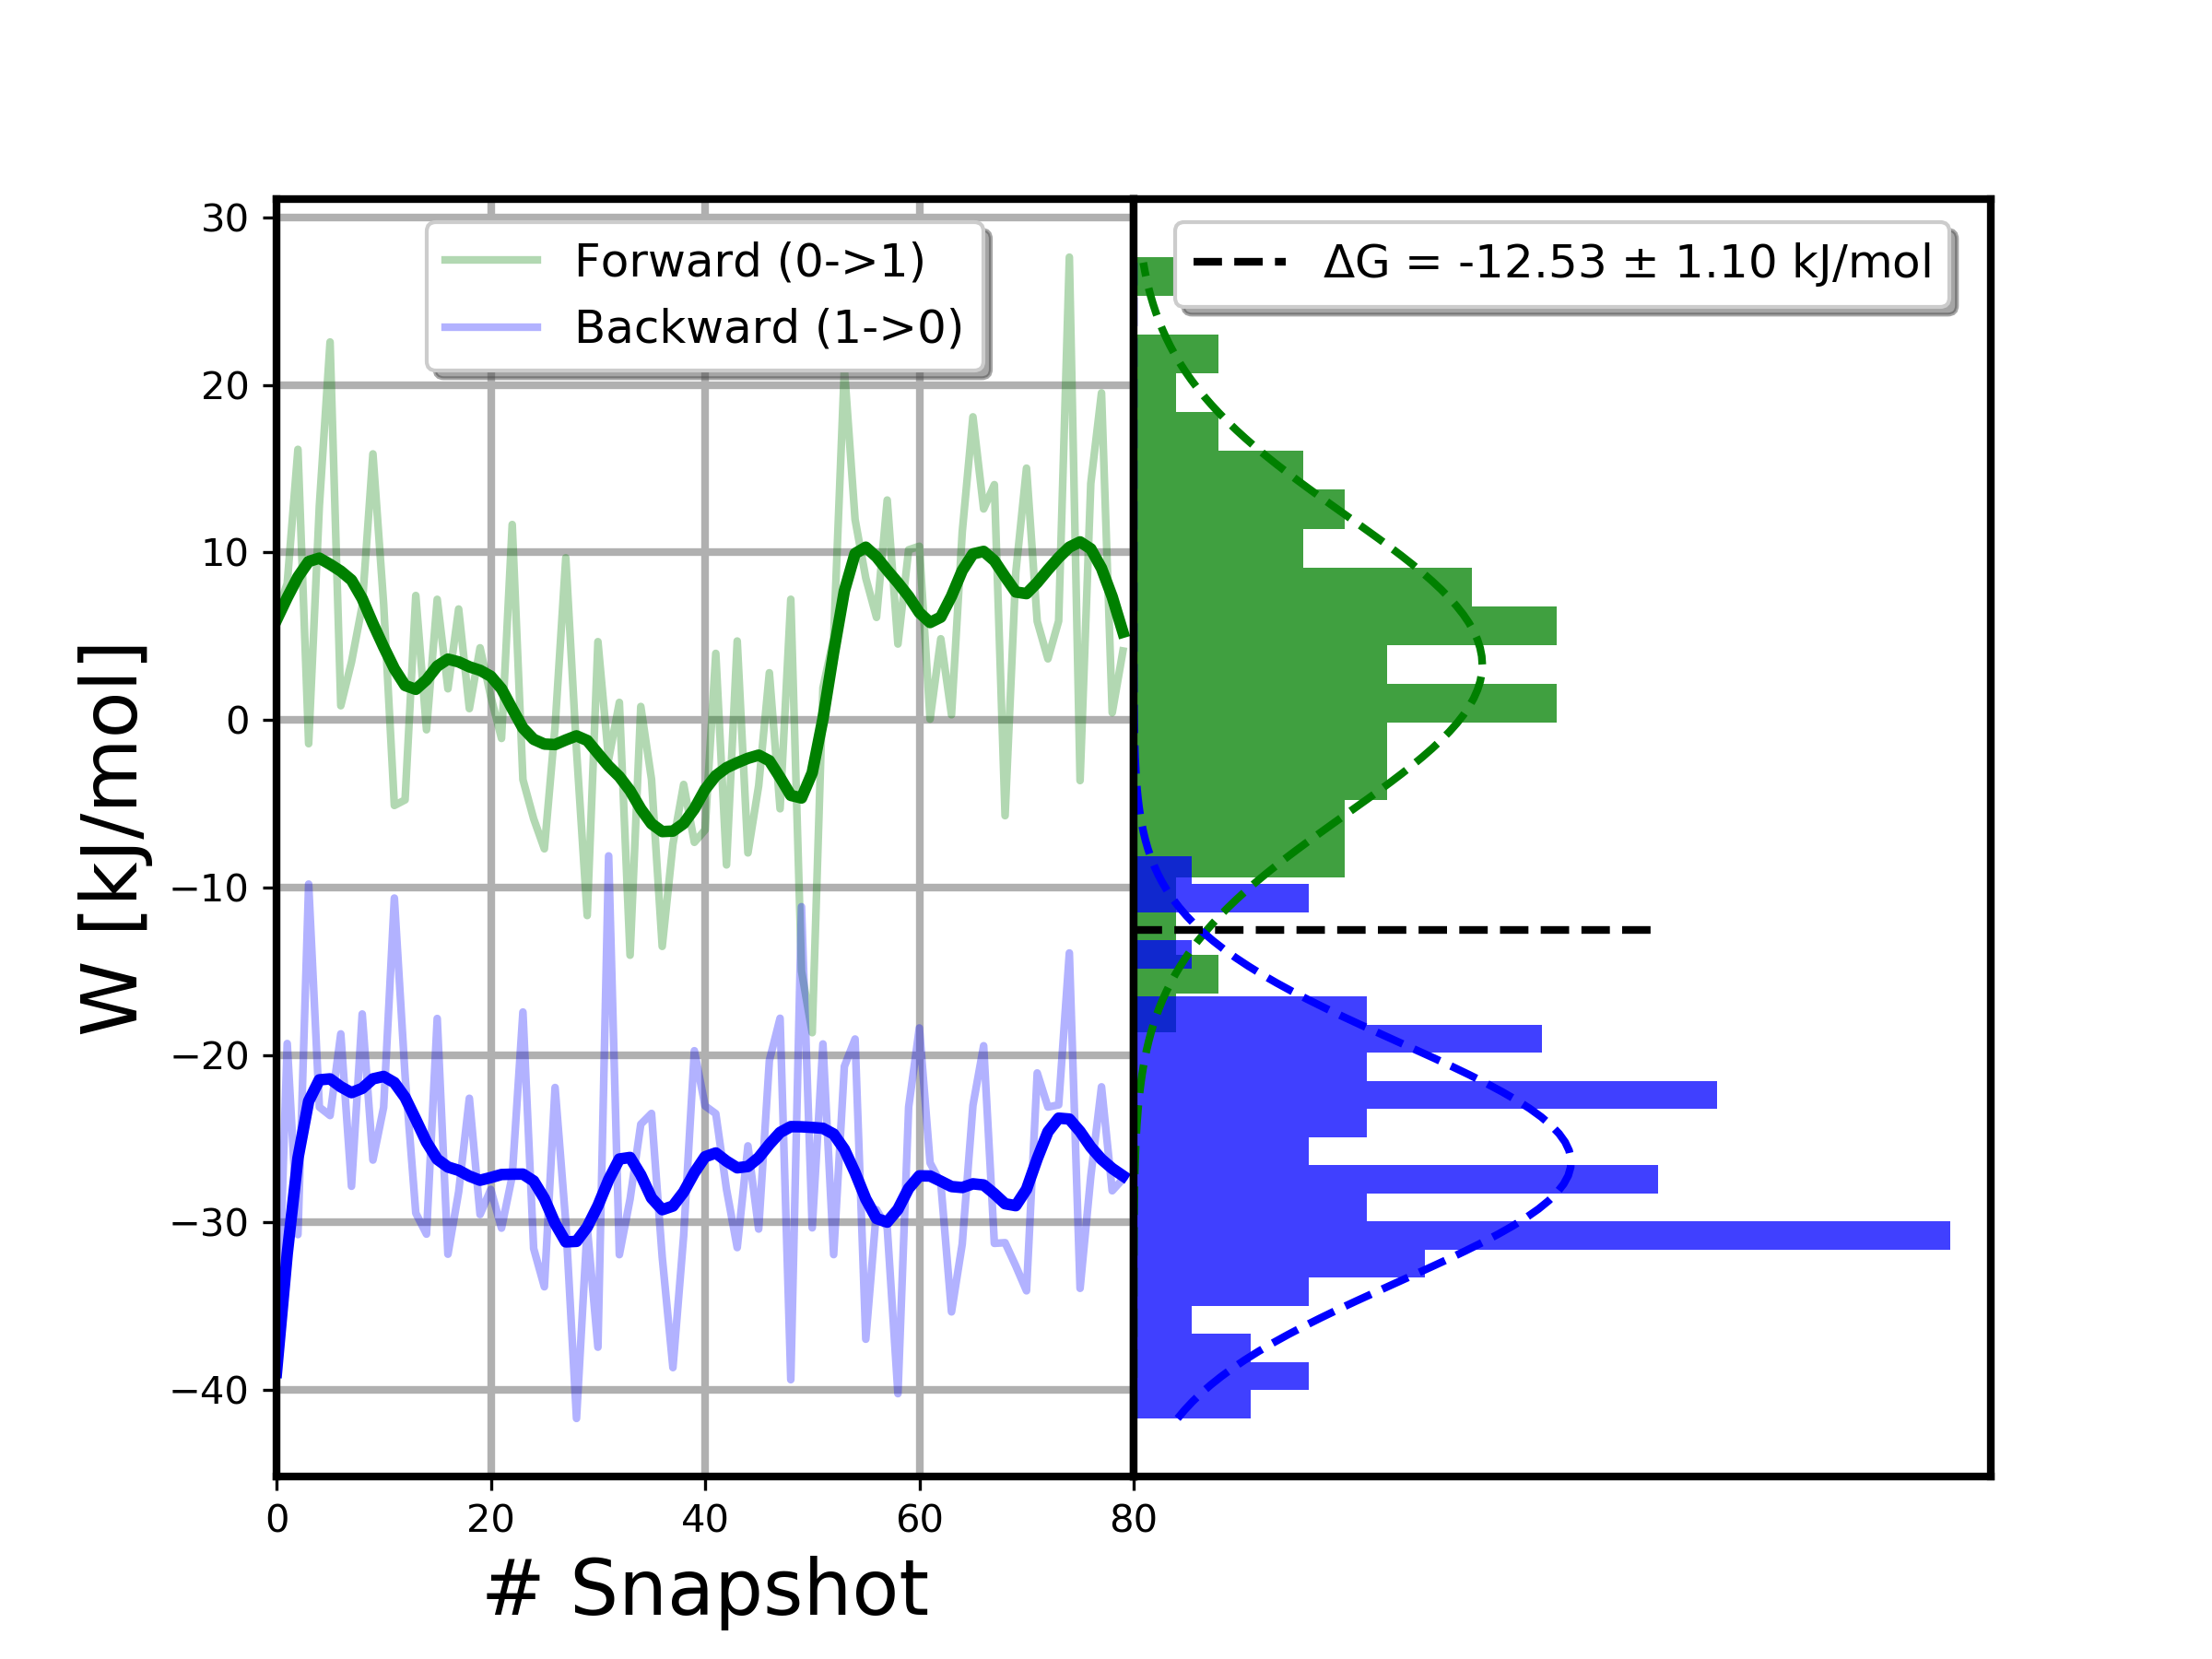 Forward (0->1)
Backward (1->0)
ΔG = -12.53 ± 1.10 kJ/mol
W [kJ/mol]
30
20
10
0
−10
−20
−30
−40
0 20 40 60 80
# Snapshot